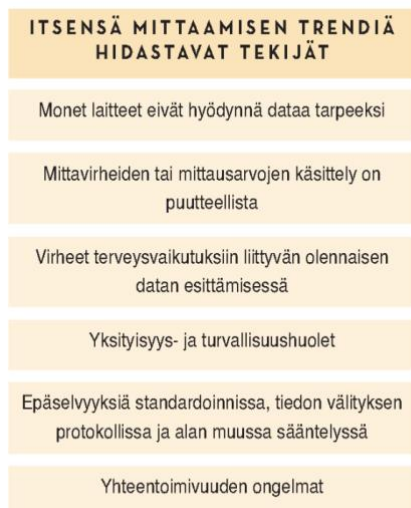 ITSENSÄ MITTAAMISEN TRENDIÄ
HIDASTAVAT TEKIJÄT
Monet laitteet eivät hyödynnä dataa tarpeeksi
Mittavirheiden tai mittausarvojen käsittely on
puutteellista
Virheet terveysvaikutuksiin liittyvän olennaisen
datan esittämisessä
Yksityisyys- ja turvallisuushuolet
Epäselvyyksiä standardoinnissa, tiedon välityksen
protokollissa ja alan muussa sääntelyssä
Yhteentoimivuuden ongelmat